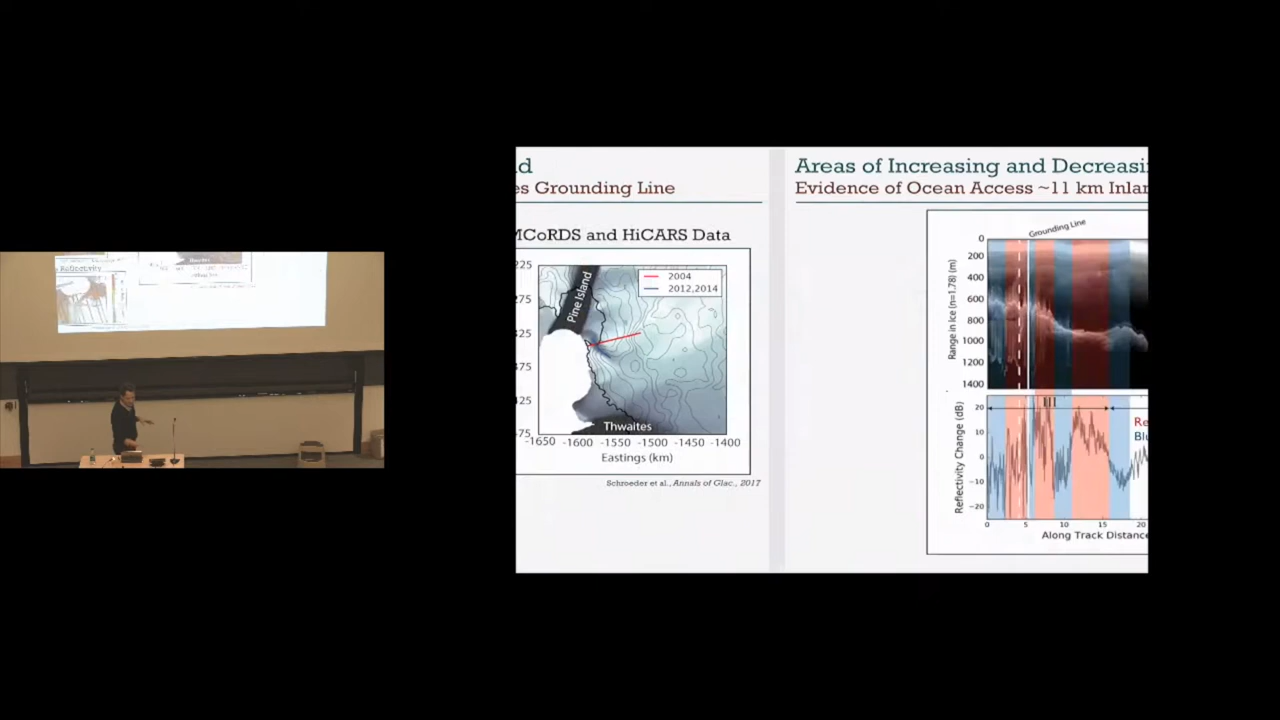 Reflectivity
d
es Grounding Line
MCoRDS and HiCARS Data
225
275
325
375
425
475
Pine Island
2004
2012,2014
Thwaites
-1650 -1600 -1550 -1500 -1450 -1400
Eastings (km)
Schroeder et al., Annals of Glac., 2017
Areas of Increasing and Decreasi
Evidence of Ocean Access ~11 km Inlan
Grounding Line
0
200
400
600
800
1000
1200
1400
Range in Ice (n=1.78) (m)
20
10
0
-10
-20
Reflectivity Change (dB)
Re
Blu
0 5 10 15 20
Along Track Distance